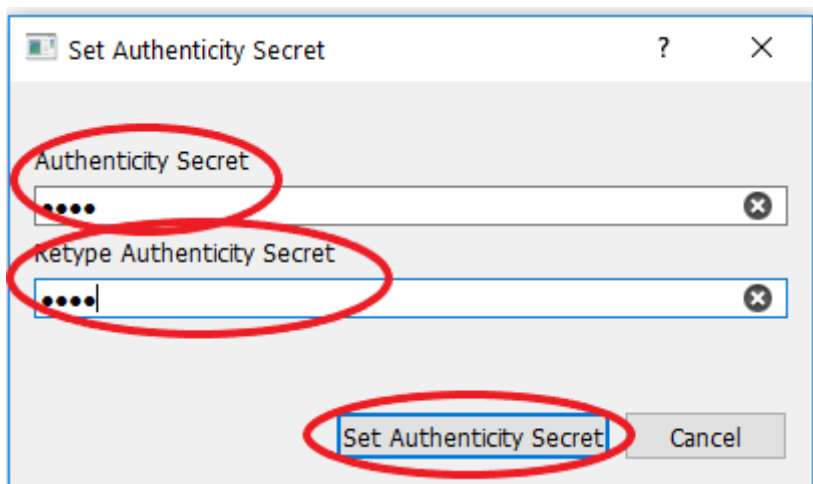 Set Authenticity Secret ?
Authenticity Secret
••••
Retype Authenticity Secret
••••
Set Authenticity Secret Cancel